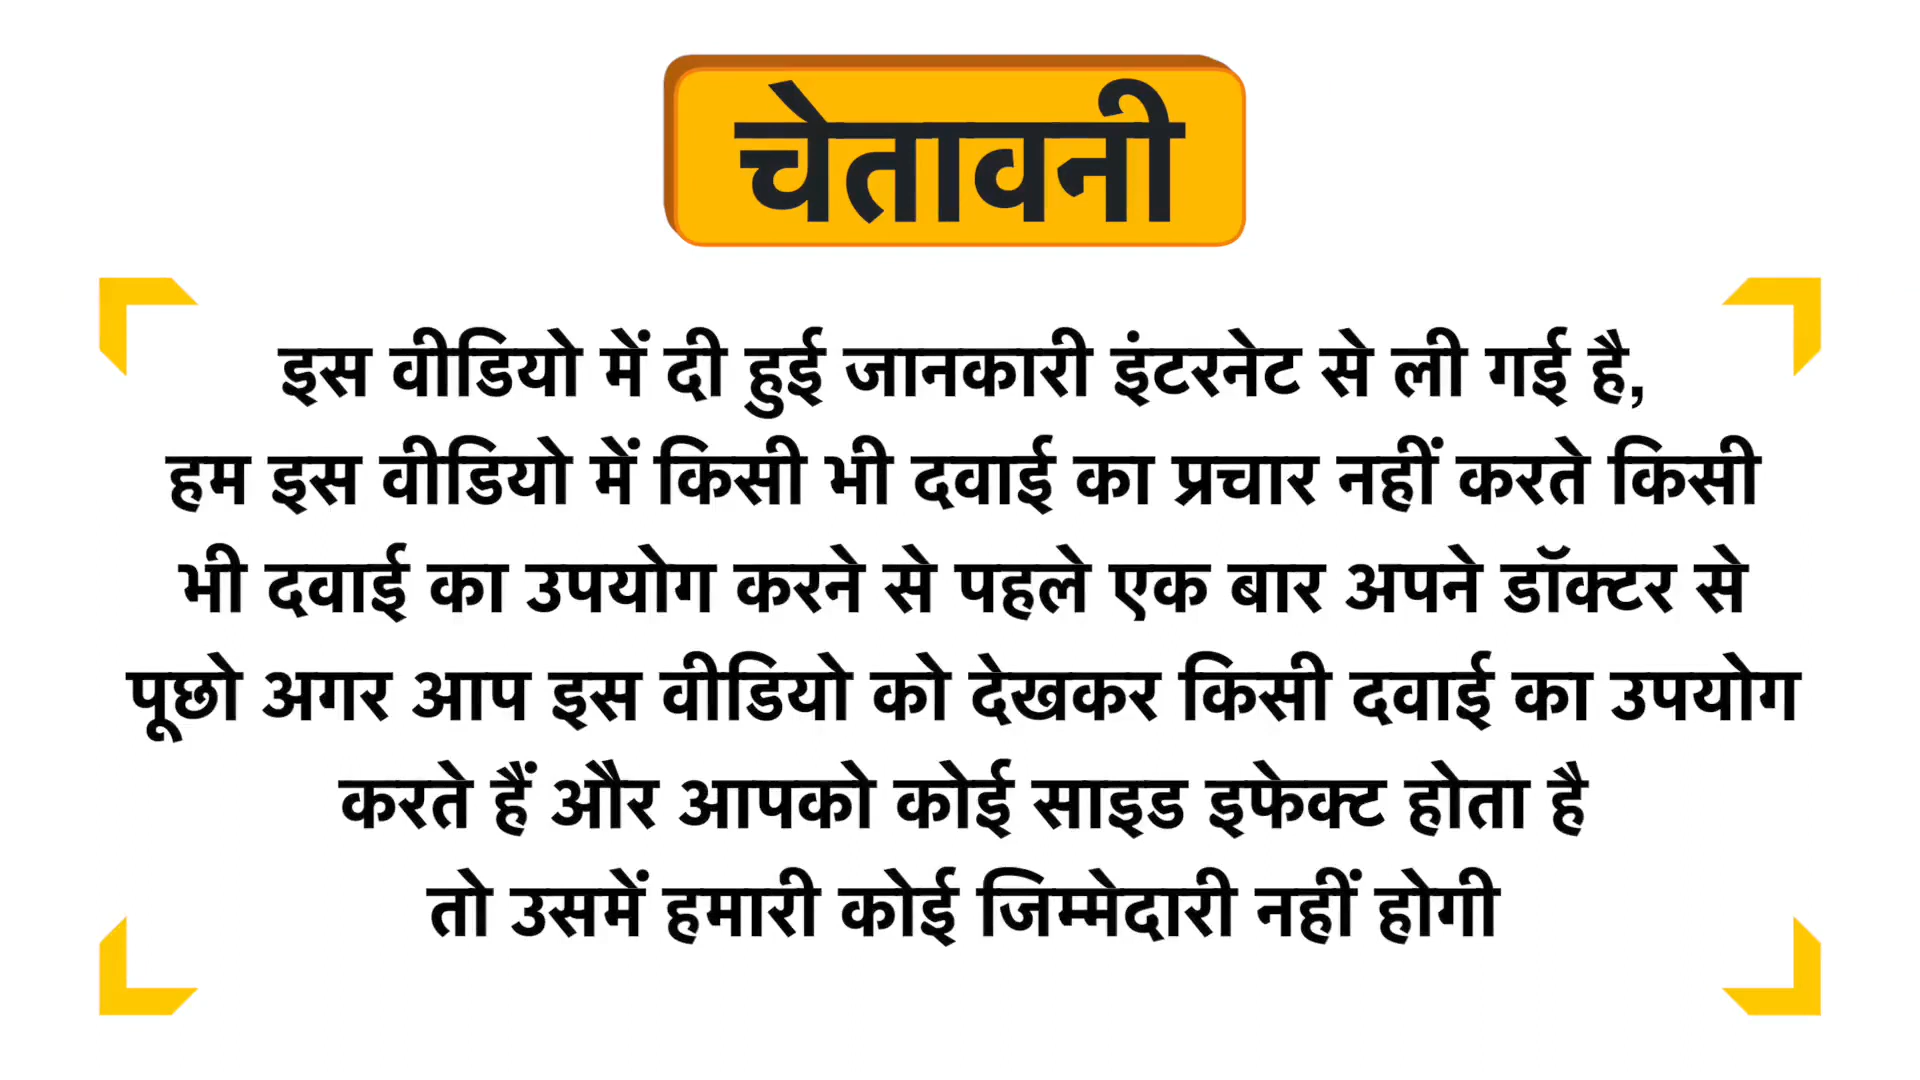 चेतावनी
इस वीडियो में दी हुई जानकारी इंटरनेट से ली गई है,
हम इस वीडियो में किसी भी दवाई का प्रचार नहीं करते किसी
भी दवाई का उपयोग करने से पहले एक बार अपने डॉक्टर से
पूछो अगर आप इस वीडियो को देखकर किसी दवाई का उपयोग
करते हैं और आपको कोई साइड इफेक्ट होता है
तो उसमें हमारी कोई जिम्मेदारी नहीं होगी